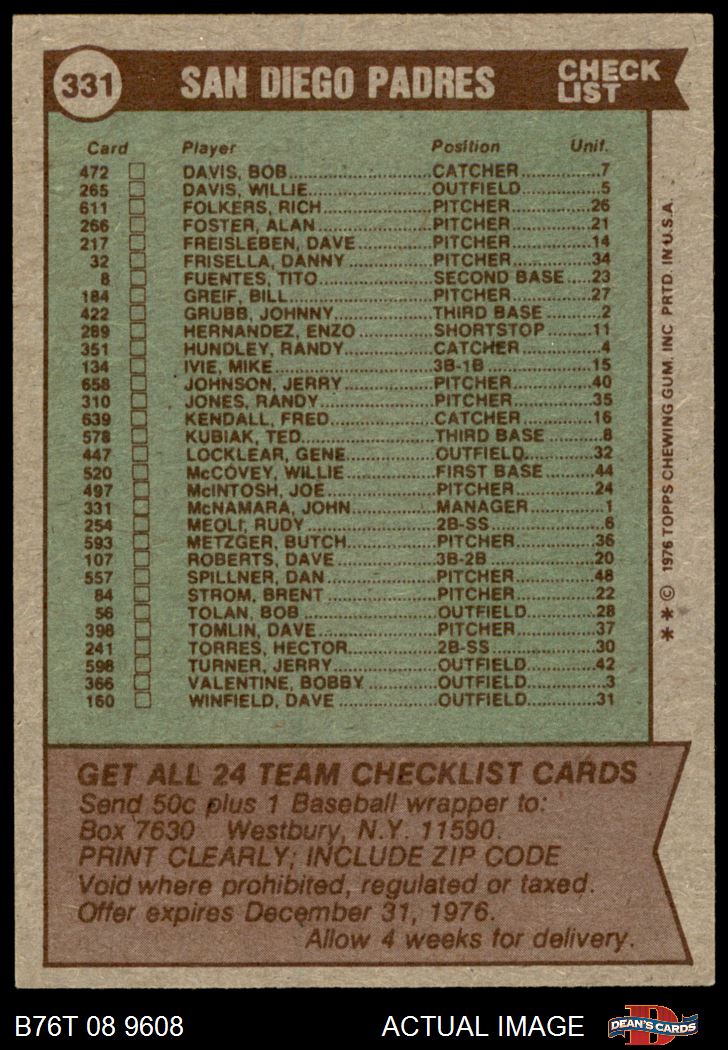 331 SAN DIEGO PADRES CHECK LIST
Card Player Position Unif.
472 DAVIS, BOB CATCHER 7
265 DAVIS, WILLIE OUTFIELD 5
611 FOLKERS, RICH PITCHER 26
266 FOSTER, ALAN PITCHER 21
217 FREISLEBEN, DAVE PITCHER 14
32 FRISELLA, DANNY PITCHER 34
8 FUENTES, TITO SECOND BASE 23
184 GREIF, BILL PITCHER 27
422 GRUBB, JOHNNY THIRD BASE 2
289 HERNANDEZ, ENZO SHORTSTOP 11
351 HUNDLEY, RANDY CATCHER 4
134 IVIE, MIKE 3B-1B 15
658 JOHNSON, JERRY PITCHER 40
310 JONES, RANDY PITCHER 35
639 KENDALL, FRED CATCHER 16
578 KUBIAK, TED THIRD BASE 8
447 LOCKLEAR, GENE OUTFIELD 32
520 McCOVEY, WILLIE FIRST BASE 44
497 McINTOSH, JOE PITCHER 24
331 McNAMARA, JOHN MANAGER 1
254 MEOLI, RUDY 2B-SS 6
593 METZGER, BUTCH PITCHER 36
107 ROBERTS, DAVE 3B-2B 20
557 SPILLNER, DAN PITCHER 48
84 STROM, BRENT PITCHER 22
56 TOLAN, BOB OUTFIELD 28
398 TOMLIN, DAVE PITCHER 37
241 TORRES, HECTOR 2B-SS 30
598 TURNER, JERRY OUTFIELD 42
366 VALENTINE, BOBBY OUTFIELD 3
160 WINFIELD, DAVE OUTFIELD 31
* * © 1976 TOPPS CHEWING GUM, INC PRTD. IN U.S.A.
GET ALL 24 TEAM CHECKLIST CARDS
Send 50c plus 1 Baseball wrapper to:
Box 7630 Westbury, N.Y. 11590.
PRINT CLEARLY; INCLUDE ZIP CODE
Void where prohibited, regulated or taxed.
Offer expires December 31, 1976.
Allow 4 weeks for delivery.
B76T 08 9608 ACTUAL IMAGE DEAN'S CARDS